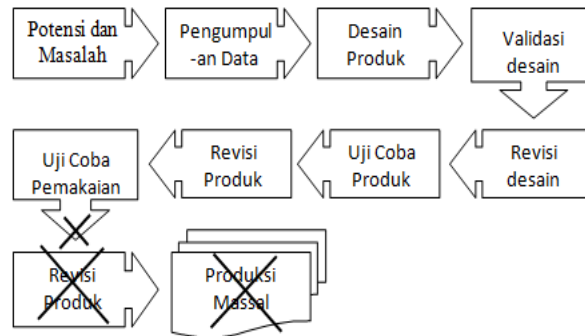 Potensi dan
Masalah
Pengumpul
-an Data
Desain
Produk
Validasi
desain
Uji Coba
Pemakaian
Revisi
Produk
Uji Coba
Produk
Revisi
desain
Revisi
Produk
Produksi
Massal